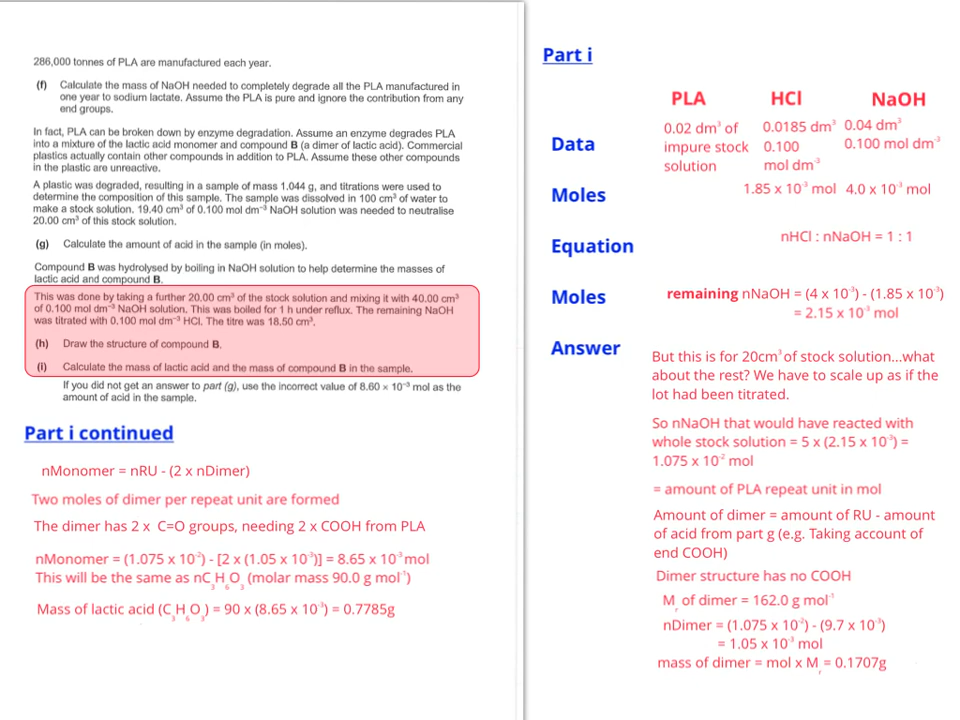 286,000 tonnes of PLA are manufactured each year.
(f) Calculate the mass of NaOH needed to completely degrade all the PLA manufactured in
one year to sodium lactate. Assume the PLA is pure and ignore the contribution from any
end groups.
In fact, PLA can be broken down by enzyme degradation. Assume an enzyme degrades PLA
into a mixture of the lactic acid monomer and compound B (a dimer of lactic acid). Commercial
plastics actually contain other compounds in addition to PLA. Assume these other compounds
in the plastic are unreactive.
A plastic was degraded, resulting in a sample of mass 1.044 g, and titrations were used to
determine the composition of this sample. The sample was dissolved in 100 cm³ of water to
make a stock solution. 19.40 cm³ of 0.100 mol dm⁻³ NaOH solution was needed to neutralise
20.00 cm³ of this stock solution.
(g) Calculate the amount of acid in the sample (in moles).
Compound B was hydrolysed by boiling in NaOH solution to help determine the masses of
lactic acid and compound B.
This was done by taking a further 20.00 cm³ of the stock solution and mixing it with 40.00 cm³
of 0.100 mol dm⁻³ NaOH solution. This was boiled for 1 h under reflux. The remaining NaOH
was titrated with 0.100 mol dm⁻³ HCl. The titre was 18.50 cm³.
(h) Draw the structure of compound B.
(i) Calculate the mass of lactic acid and the mass of compound B in the sample.
If you did not get an answer to part (g), use the incorrect value of 8.60 × 10⁻³ mol as the
amount of acid in the sample.
Part i continued
nMonomer = nRU - (2 x nDimer)
Two moles of dimer per repeat unit are formed
The dimer has 2 x C=O groups, needing 2 x COOH from PLA
nMonomer = (1.075 x 10⁻²) - [2 x (1.05 x 10⁻³)] = 8.65 x 10⁻³ mol
This will be the same as nC₃H₆O₃ (molar mass 90.0 g mol⁻¹)
Mass of lactic acid (C₃H₆O₃) = 90 x (8.65 x 10⁻³) = 0.7785g
Part i
PLA HCl NaOH
Data
0.02 dm³ of
impure stock
solution
0.0185 dm³
0.100
mol dm⁻³
0.04 dm³
0.100 mol dm⁻³
Moles
1.85 x 10⁻³ mol 4.0 x 10⁻³ mol
Equation
nHCl : nNaOH = 1 : 1
Moles
remaining nNaOH = (4 x 10⁻³) - (1.85 x 10⁻³)
= 2.15 x 10⁻³ mol
Answer
But this is for 20cm³ of stock solution...what
about the rest? We have to scale up as if the
lot had been titrated.
So nNaOH that would have reacted with
whole stock solution = 5 x (2.15 x 10⁻³) =
1.075 x 10⁻² mol
= amount of PLA repeat unit in mol
Amount of dimer = amount of RU - amount
of acid from part g (e.g. Taking account of
end COOH)
Dimer structure has no COOH
Mᵣ of dimer = 162.0 g mol⁻¹
nDimer = (1.075 x 10⁻²) - (9.7 x 10⁻³)
= 1.05 x 10⁻³ mol
mass of dimer = mol x Mᵣ = 0.1707g